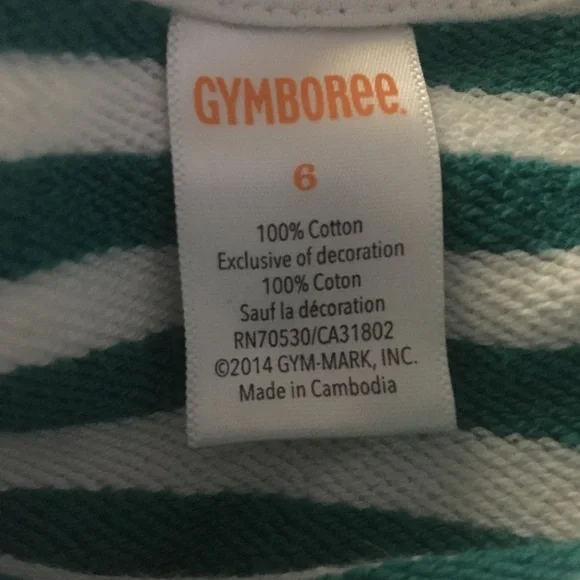 GYMBOREE.
6
100% Cotton
Exclusive of decoration
100% Coton
Sauf la décoration
RN70530/CA31802
©2014 GYM-MARK, INC.
Made in Cambodia